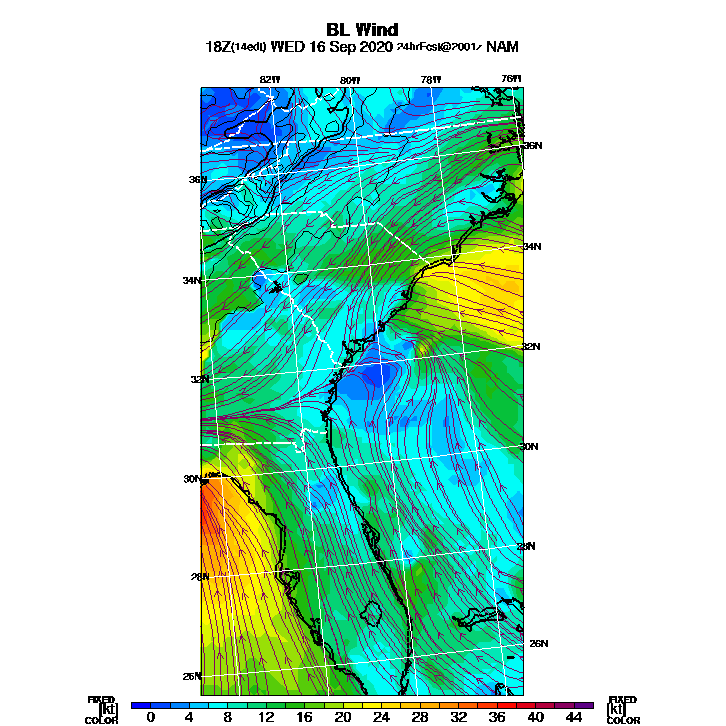 BL Wind
18Z(14edt) WED 16 Sep 2020 24hrFcst@2001z NAM
82W 80W 78W 76W
36N
36N
34N
34N
32N
32N
30N
30N
28N
28N
26N
26N
FIXED FIXED
[kt] 0 4 8 12 16 20 24 28 32 36 40 44 [kt]
COLOR COLOR